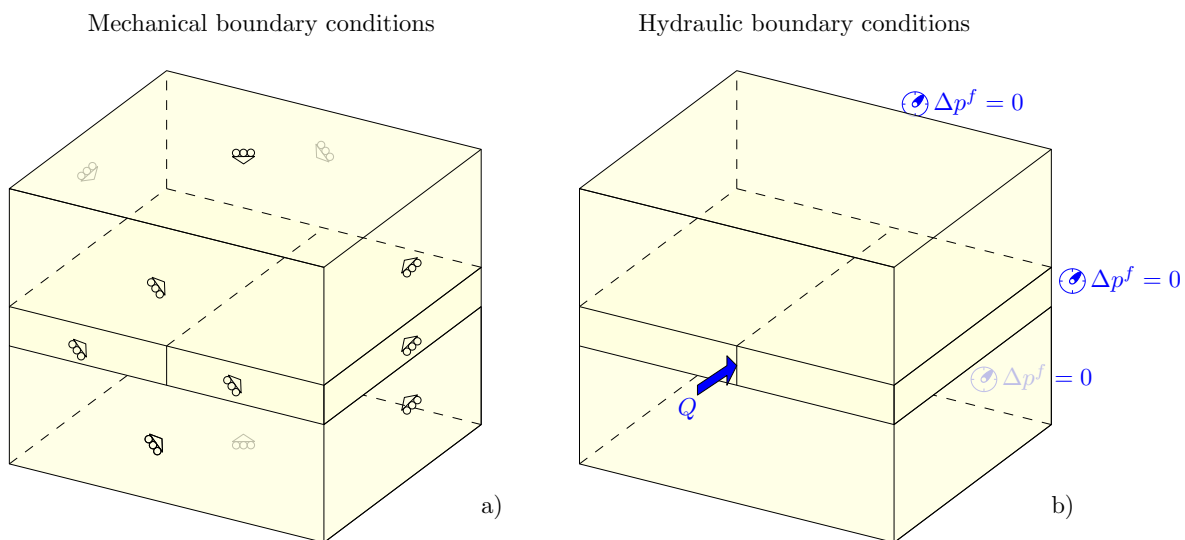 Mechanical boundary conditions
Hydraulic boundary conditions
Δp^f = 0
Δp^f = 0
Δp^f = 0
Q
a)
b)